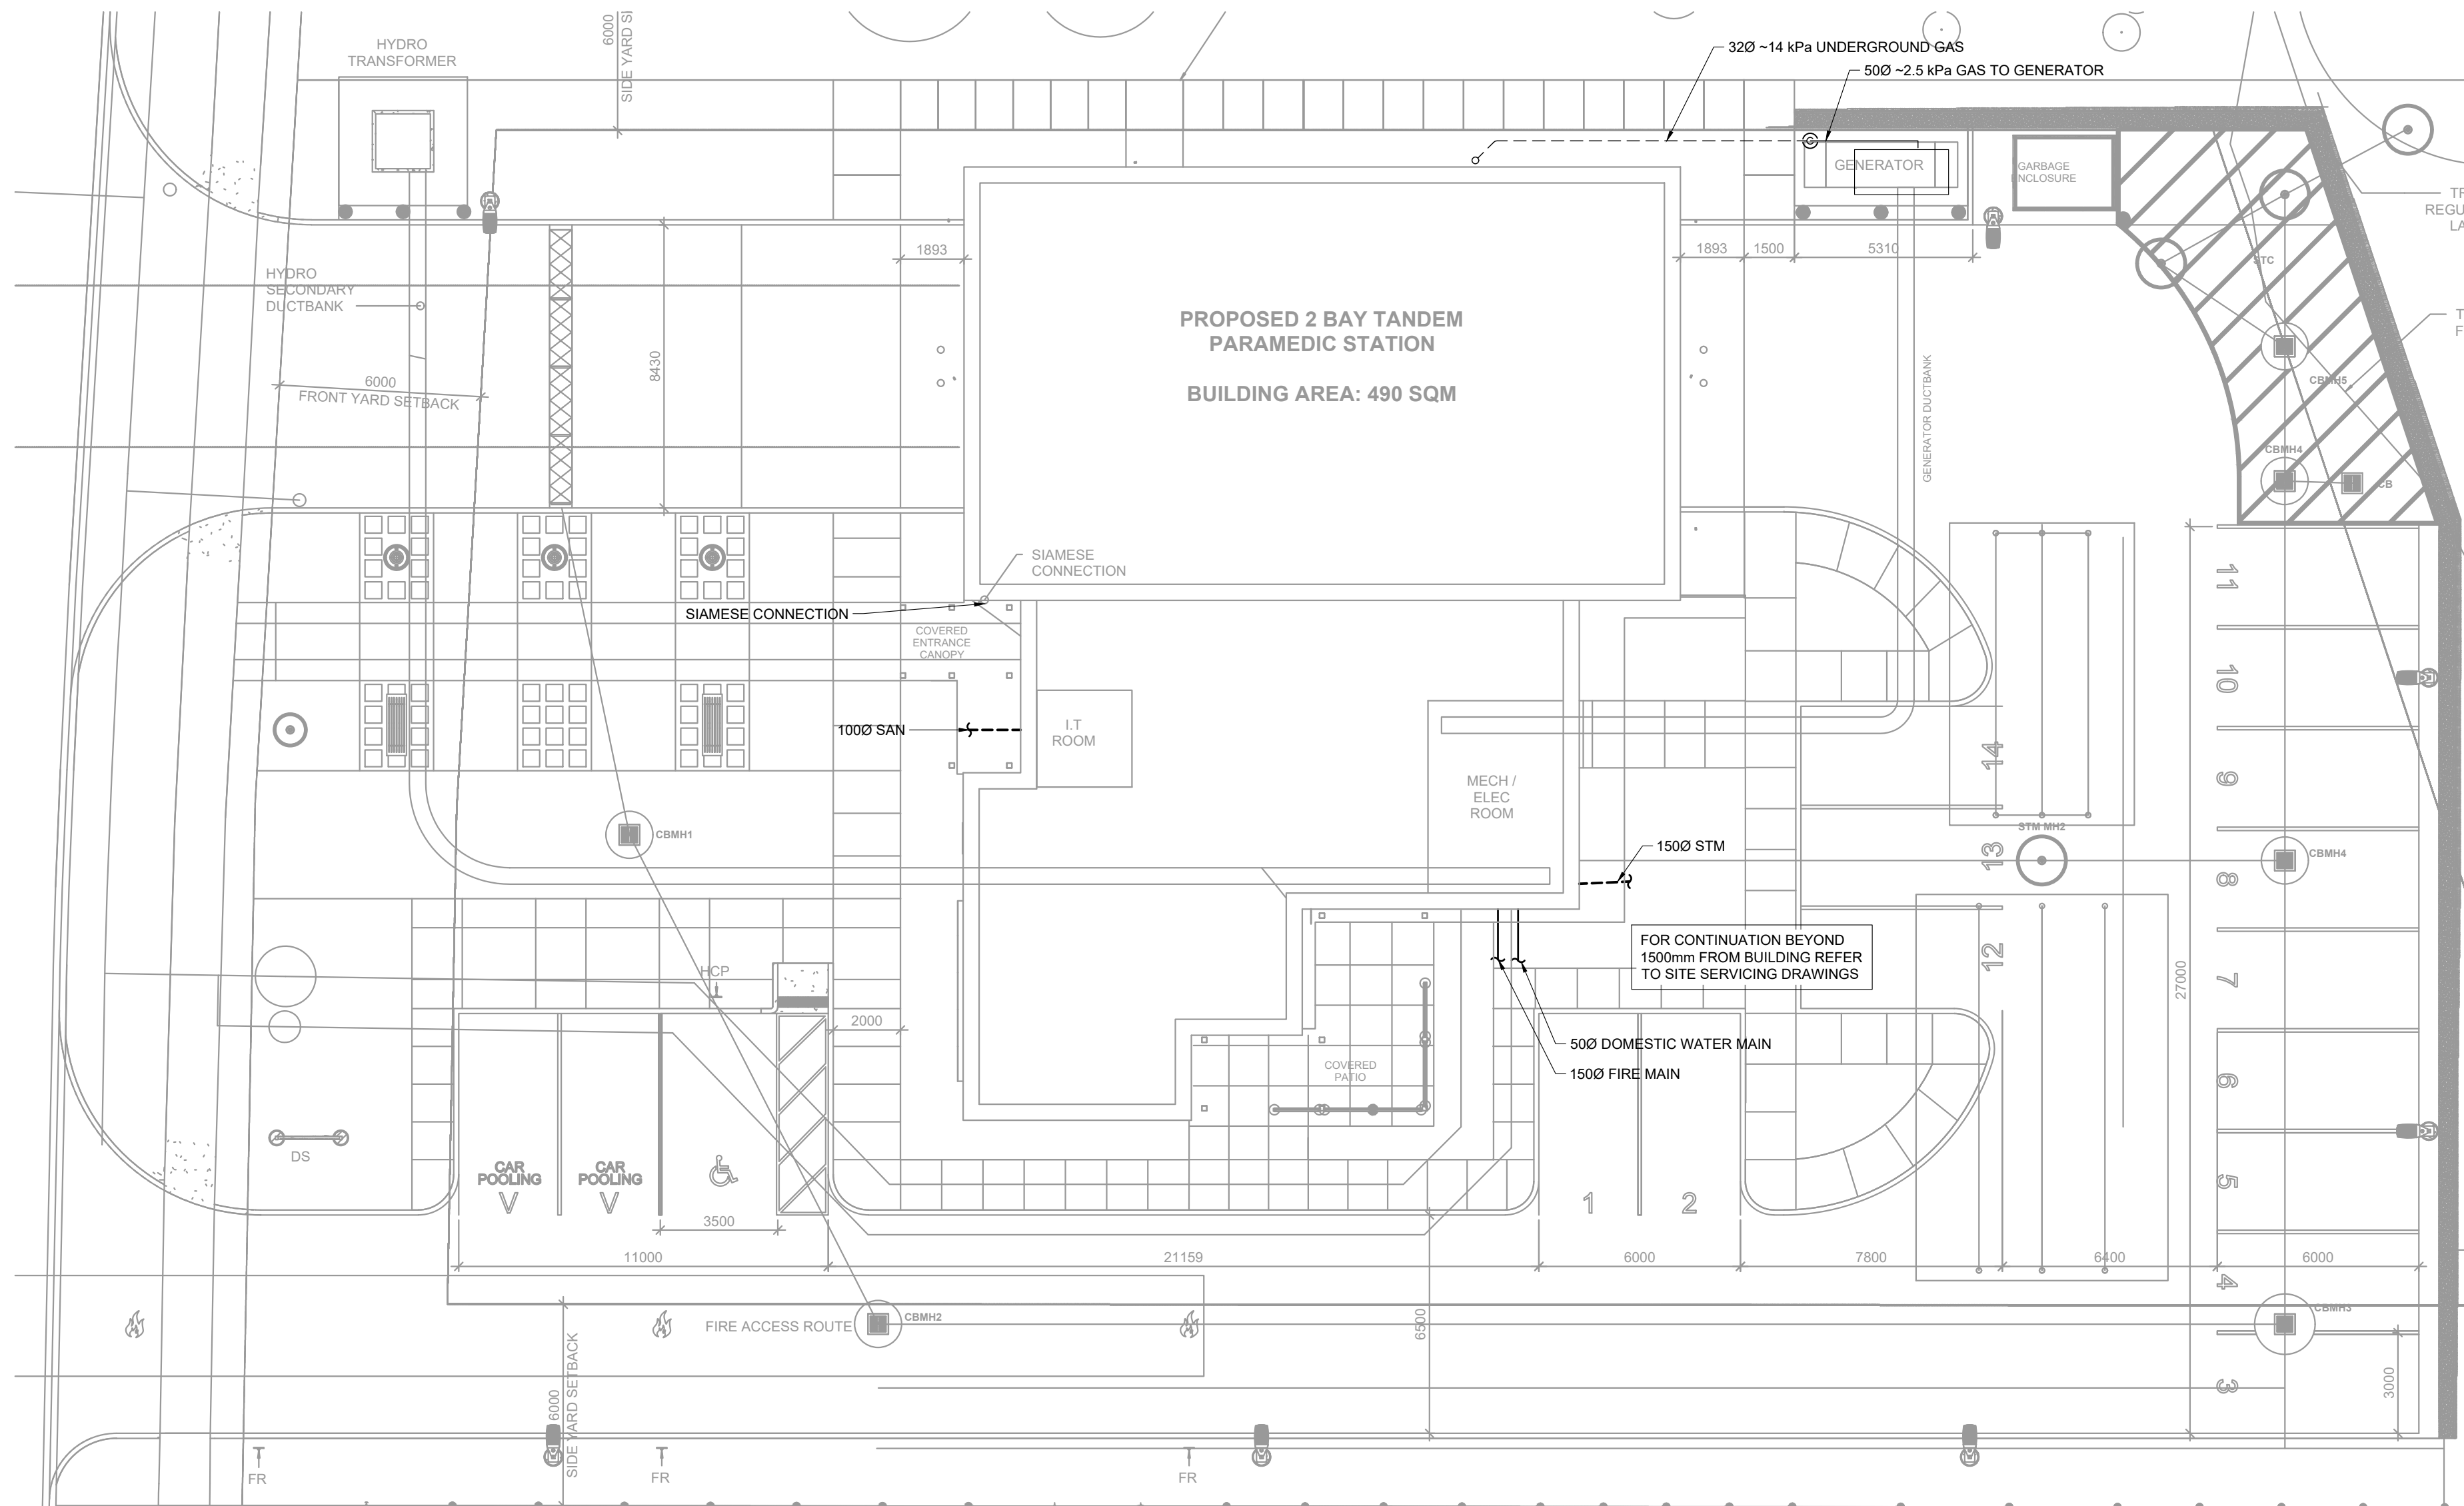 HYDRO
TRANSFORMER
6000
32Ø ~14 kPa UNDERGROUND GAS
50Ø ~2.5 kPa GAS TO GENERATOR
GENERATOR
GARBAGE
ENCLOSURE
1893
1893
1500
5310
STC
HYDRO
SECONDARY
DUCTBANK
8430
6000
FRONT YARD SETBACK
PROPOSED 2 BAY TANDEM
PARAMEDIC STATION
BUILDING AREA: 490 SQM
GENERATOR DUCTBANK
CBMH5
CBMH4
CB
SIAMESE
CONNECTION
SIAMESE CONNECTION
COVERED
ENTRANCE
CANOPY
11
10
100Ø SAN
I.T
ROOM
MECH /
ELEC
ROOM
14
9
CBMH1
STM MH2
150Ø STM
13
CBMH4
8
FOR CONTINUATION BEYOND
1500mm FROM BUILDING REFER
TO SITE SERVICING DRAWINGS
12
HCP
7
27000
2000
50Ø DOMESTIC WATER MAIN
150Ø FIRE MAIN
COVERED
PATIO
6
DS
CAR
POOLING
V
CAR
POOLING
V
5
1
2
3500
11000
21159
6000
7800
6400
6000
4
FIRE ACCESS ROUTE
CBMH2
6500
CBMH3
3
3000
6000
SIDE YARD SETBACK
FR
FR
FR